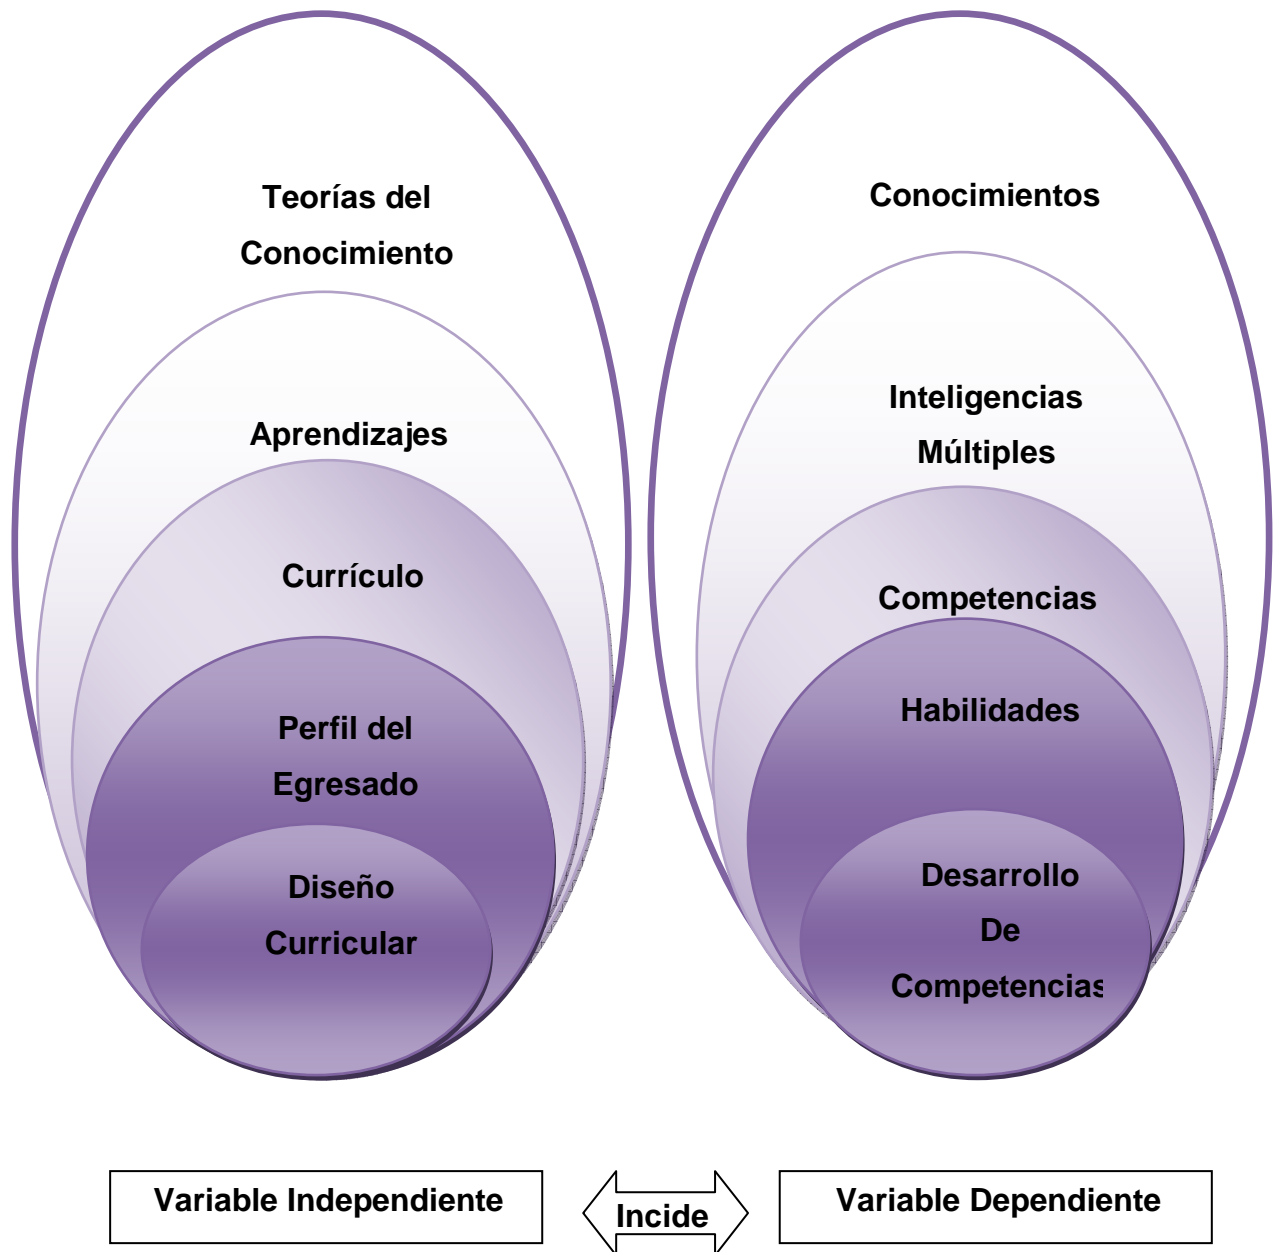 Teorías del
Conocimiento
Aprendizajes
Currículo
Perfil del
Egresado
Diseño
Curricular
Conocimientos
Inteligencias
Múltiples
Competencias
Habilidades
Desarrollo
De
Competencias
Variable Independiente
Incide
Variable Dependiente